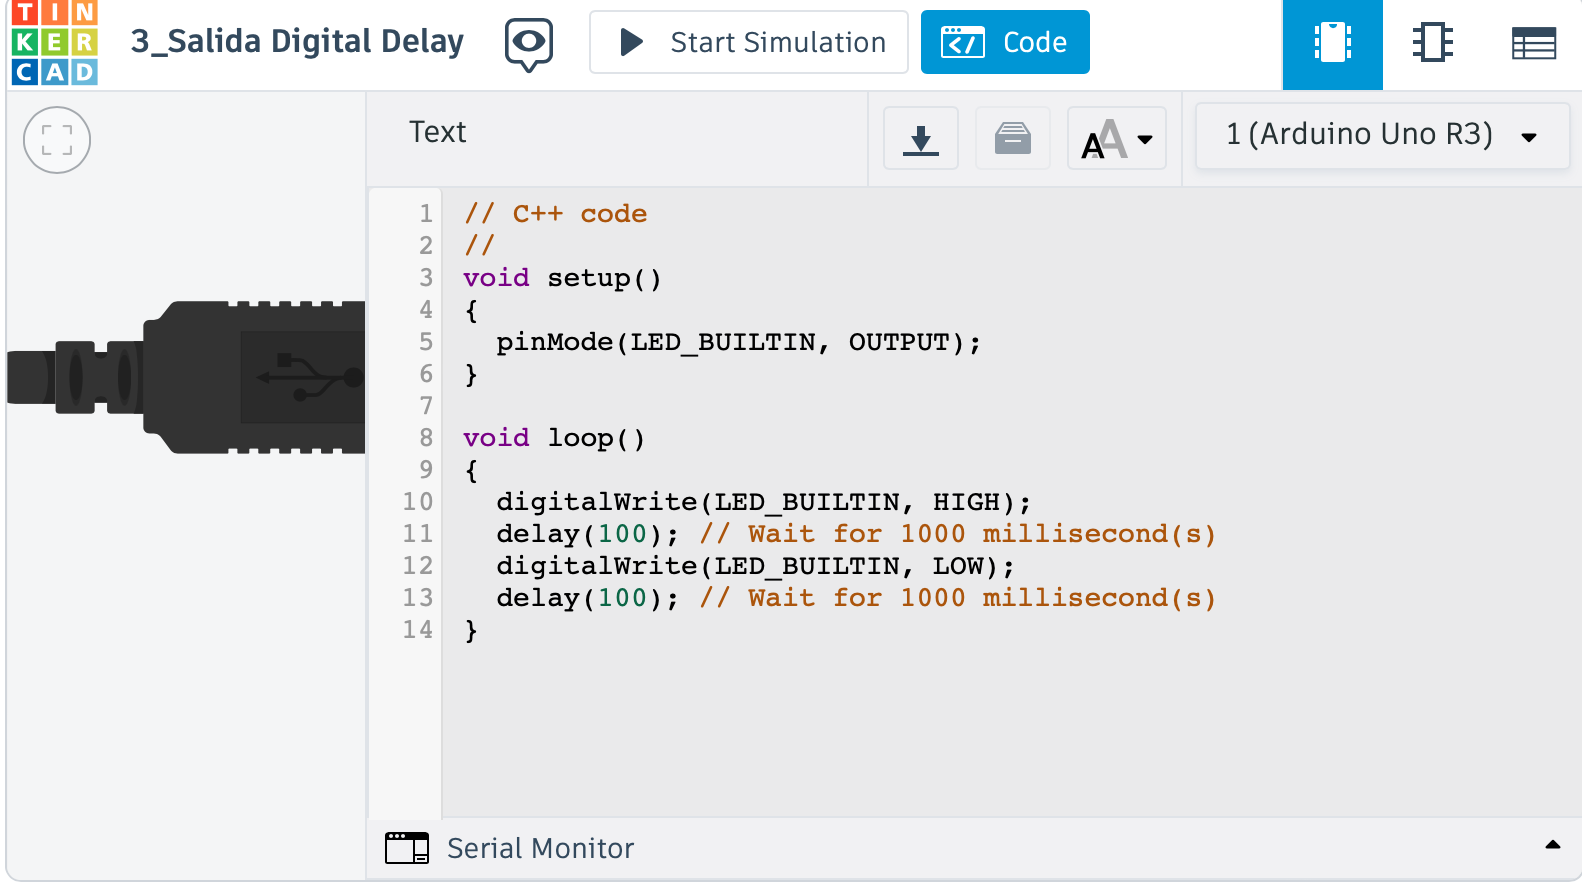 TIN
KER
CAD
3_Salida Digital Delay
Start Simulation
Code
Text
AA
1 (Arduino Uno R3)
1 // C++ code
2 //
3 void setup()
4 {
5   pinMode(LED_BUILTIN, OUTPUT);
6 }
7
8 void loop()
9 {
10   digitalWrite(LED_BUILTIN, HIGH);
11   delay(100); // Wait for 1000 millisecond(s)
12   digitalWrite(LED_BUILTIN, LOW);
13   delay(100); // Wait for 1000 millisecond(s)
14 }
Serial Monitor